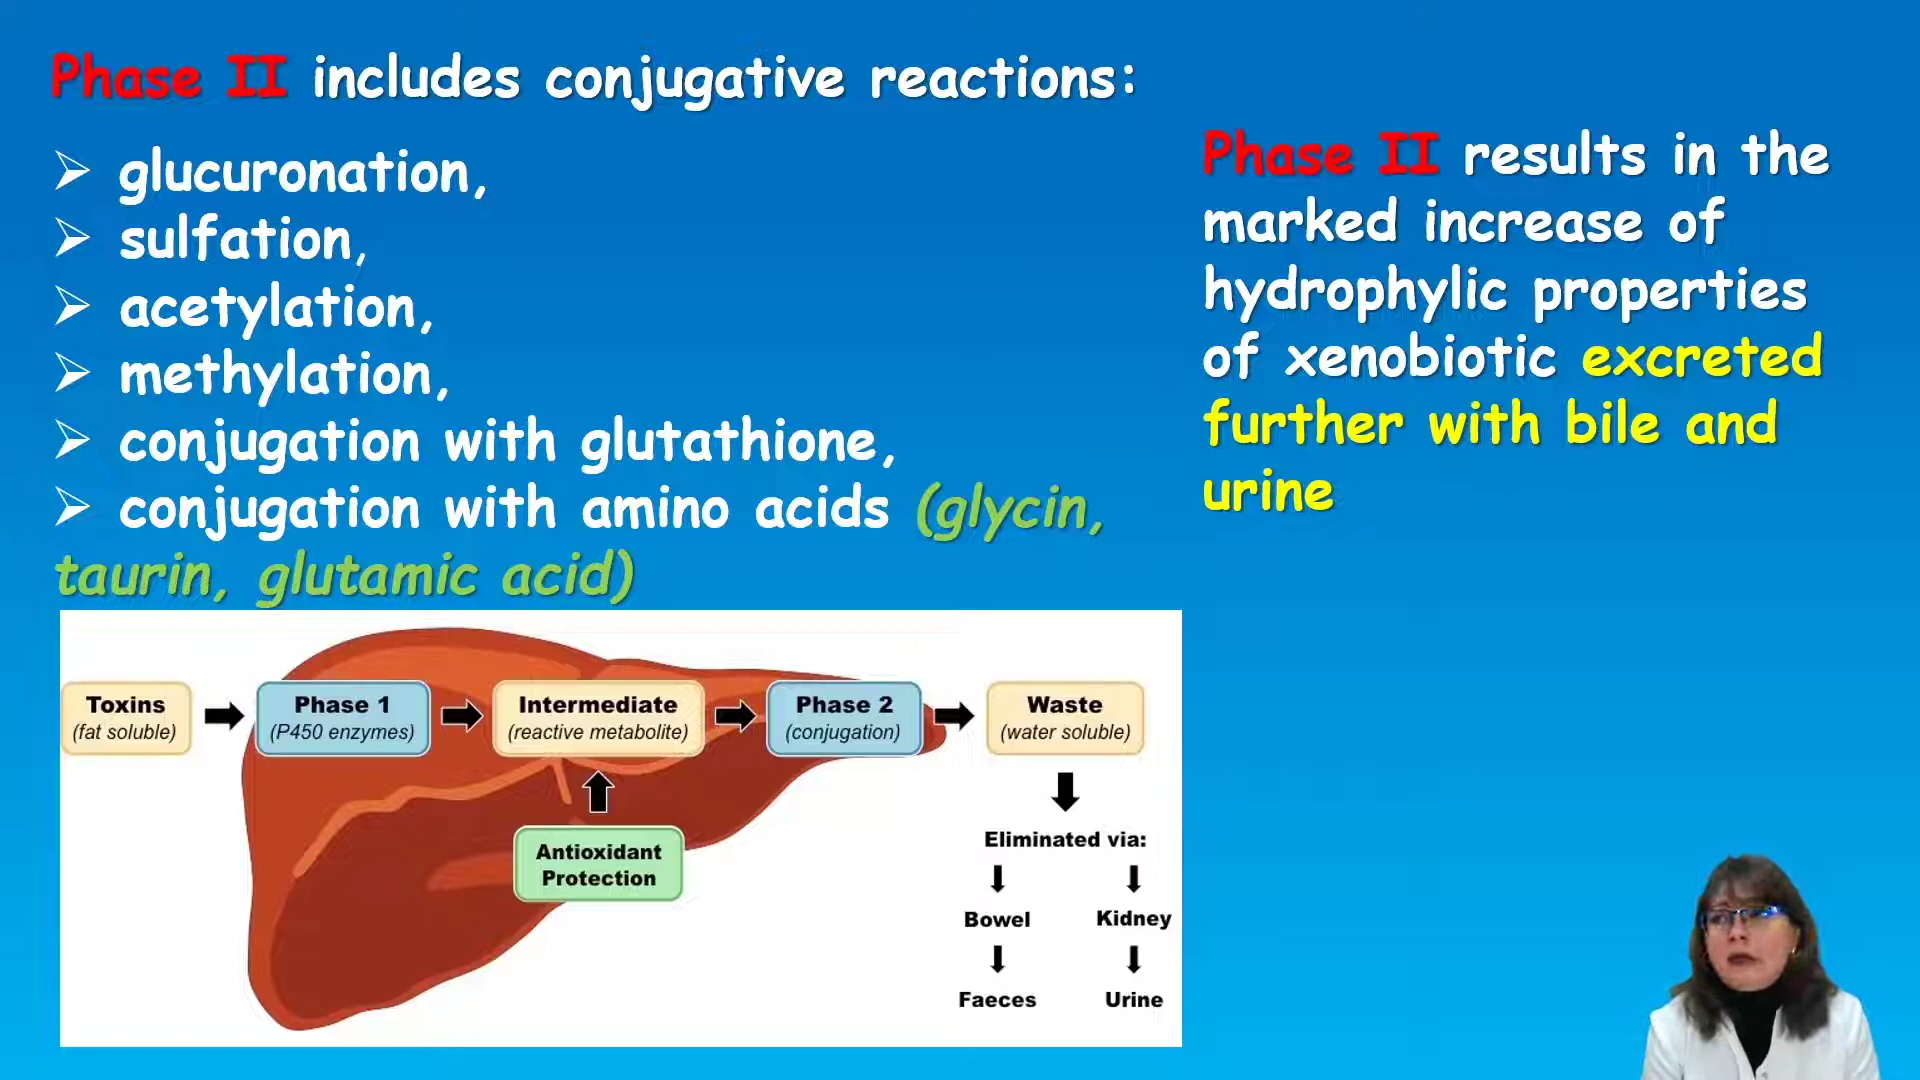 Phase II includes conjugative reactions:
➢ glucuronation,
➢ sulfation,
➢ acetylation,
➢ methylation,
➢ conjugation with glutathione,
➢ conjugation with amino acids (glycin,
taurin, glutamic acid)
Phase II results in the
marked increase of
hydrophylic properties
of xenobiotic excreted
further with bile and
urine
Toxins
(fat soluble)
Phase 1
(P450 enzymes)
Intermediate
(reactive metabolite)
Phase 2
(conjugation)
Waste
(water soluble)
Antioxidant
Protection
Eliminated via:
Bowel
Kidney
Faeces
Urine